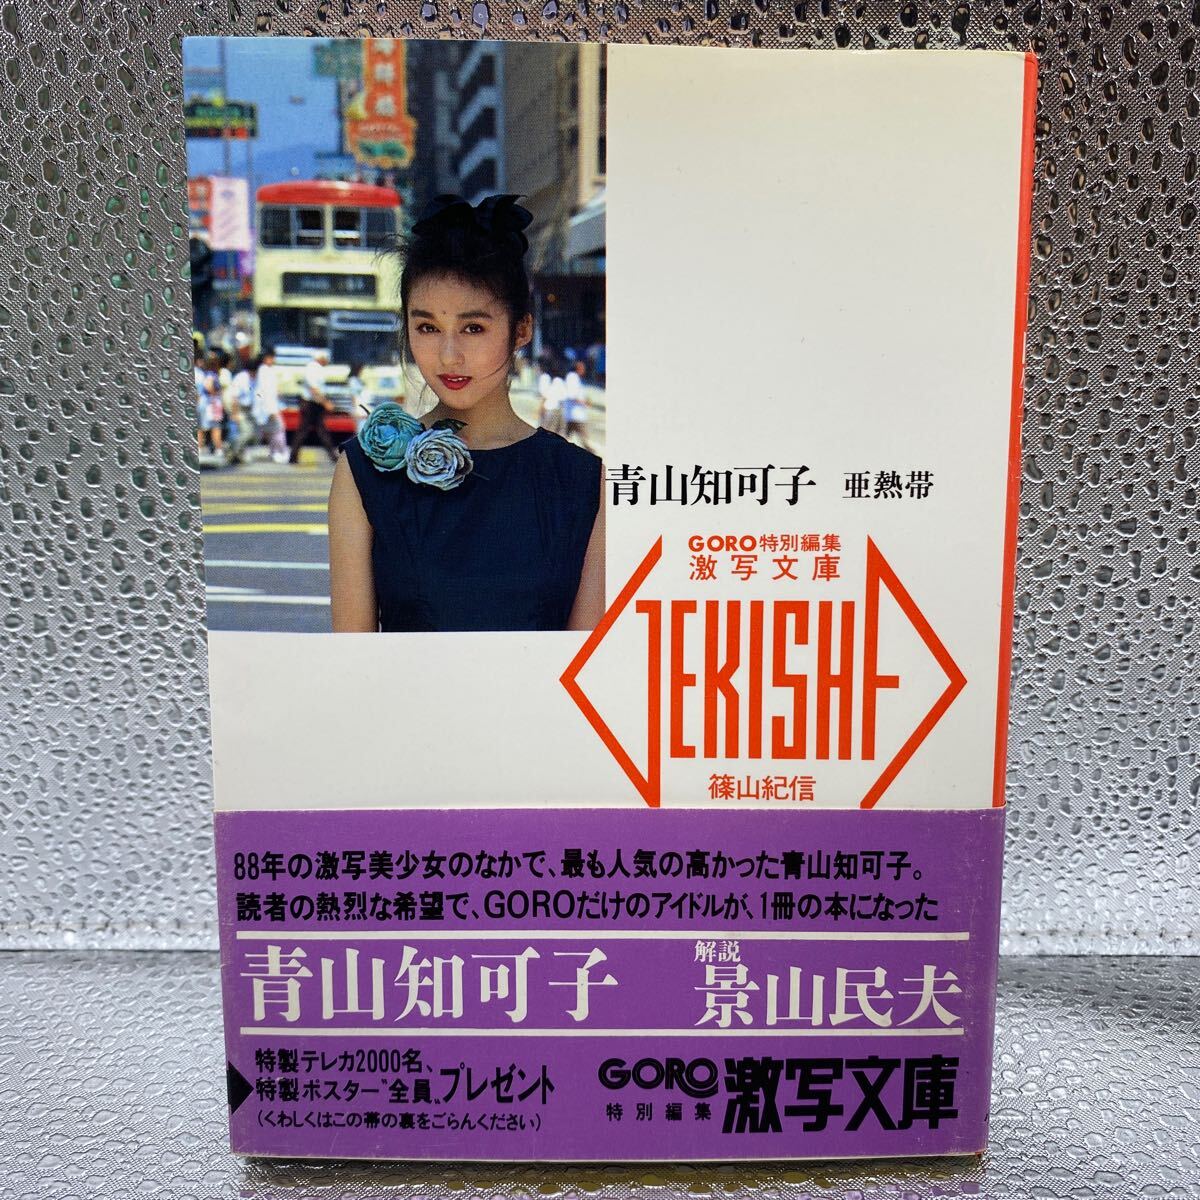 青山知可子 亜熱帯
GORO特別編集
激写文庫
GEKISHA
篠山紀信
88年の激写美少女のなかで、最も人気の高かった青山知可子。
読者の熱烈な希望で、GOROだけのアイドルが、1冊の本になった
青山知可子 解説 景山民夫
特製テレカ2000名、
特製ポスター〝全員〟プレゼント
(くわしくはこの帯の裏をごらんください)
GORO
特別編集
激写文庫